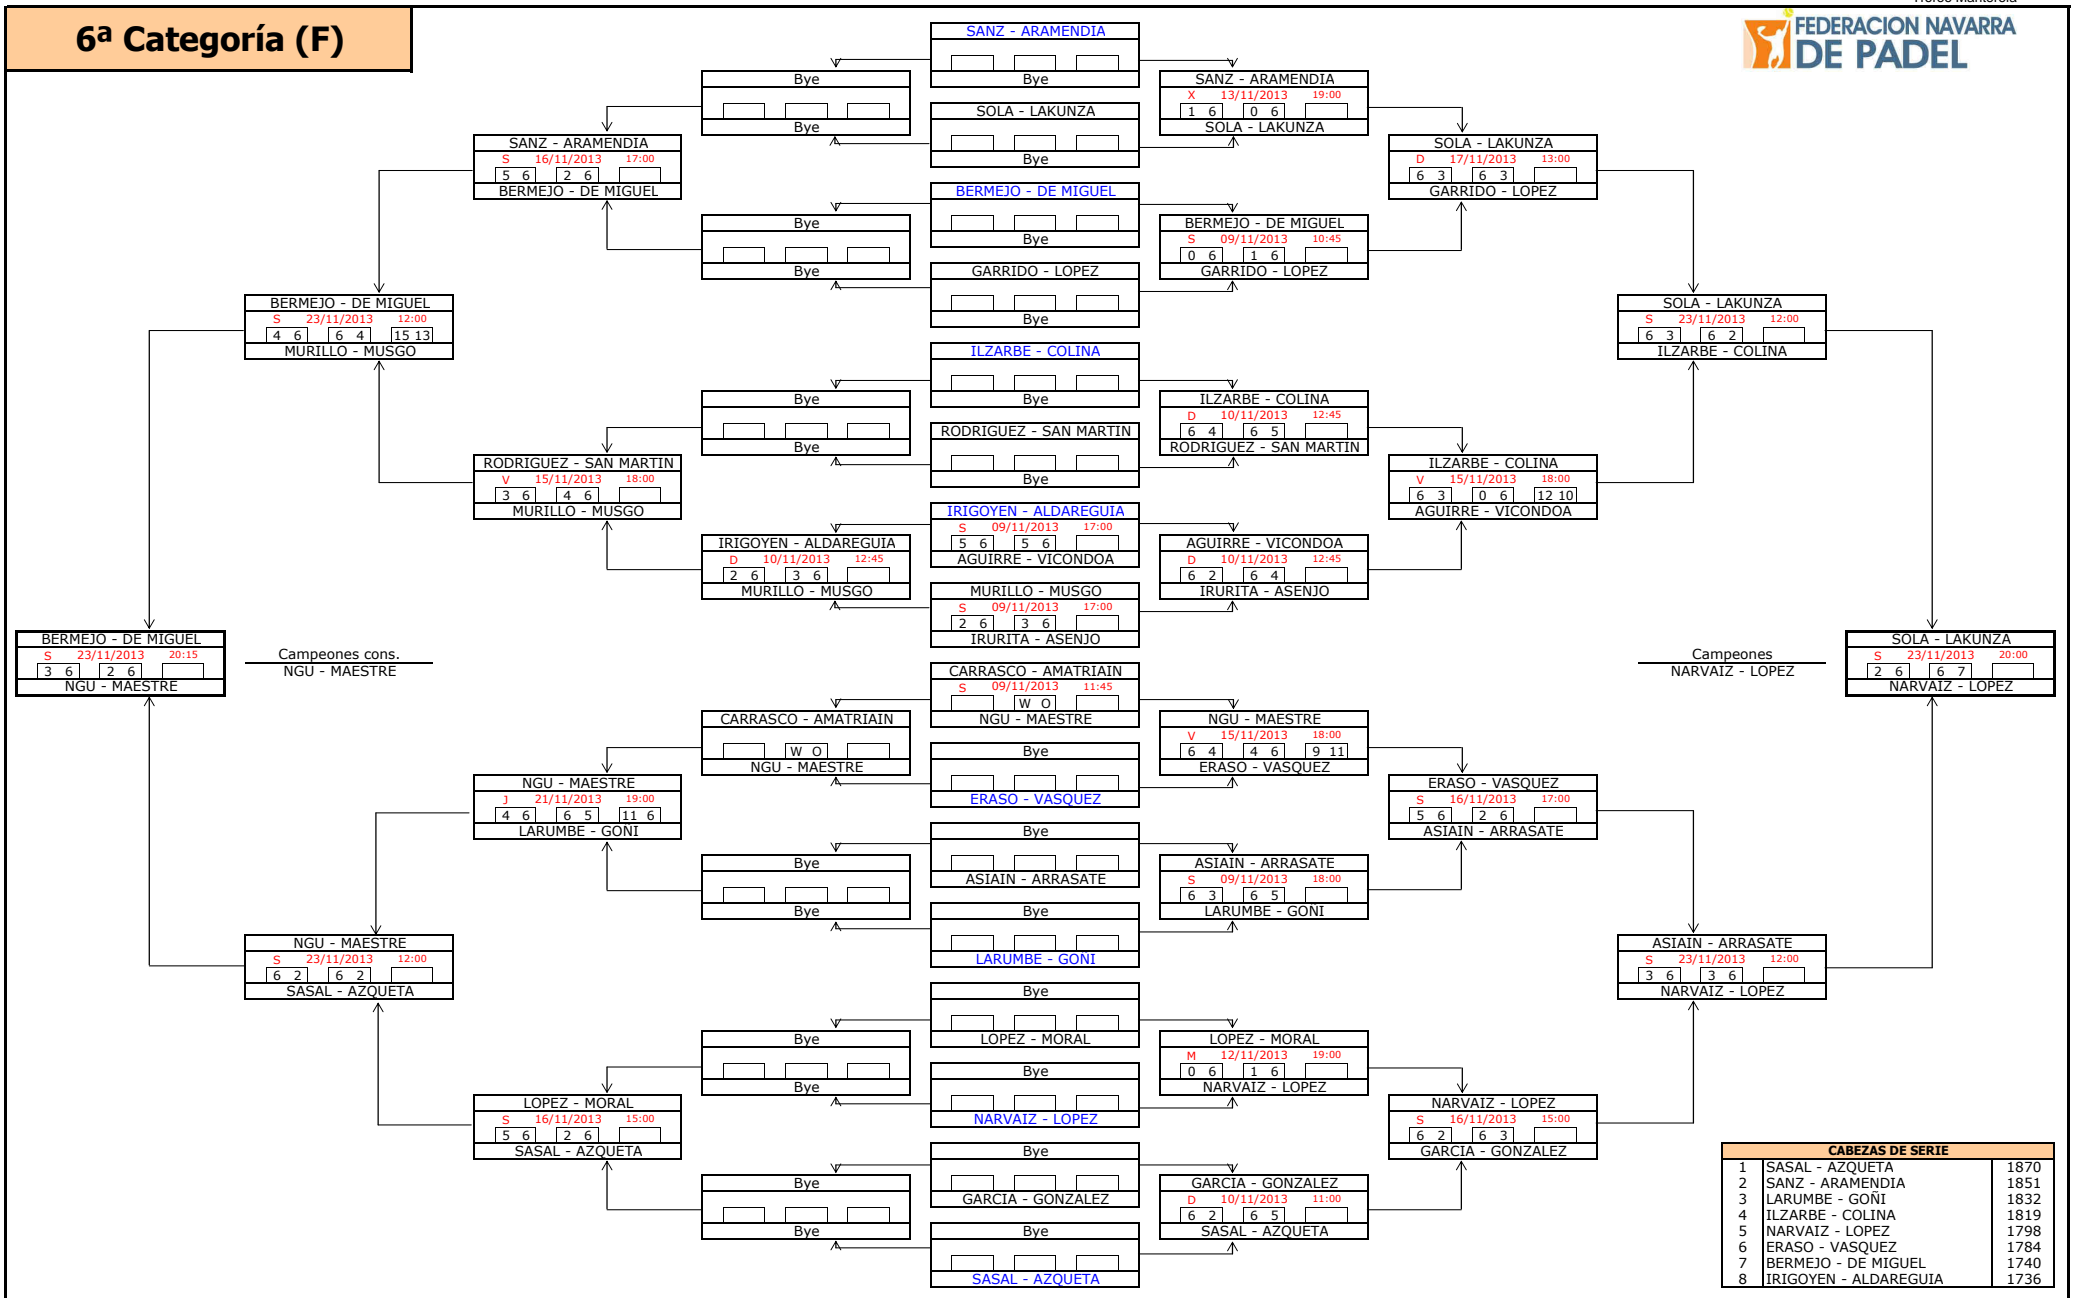 6ª Categoría (F)
FEDERACION NAVARRA
DE PADEL
BERMEJO - DE MIGUEL
S 23/11/2013 20:15
3 6 2 6
NGU - MAESTRE
Campeones cons.
NGU - MAESTRE
BERMEJO - DE MIGUEL
S 23/11/2013 12:00
4 6 6 4 15 13
MURILLO - MUSGO
NGU - MAESTRE
S 23/11/2013 12:00
6 2 6 2
SASAL - AZQUETA
SANZ - ARAMENDIA
S 16/11/2013 17:00
5 6 2 6
BERMEJO - DE MIGUEL
RODRIGUEZ - SAN MARTIN
V 15/11/2013 18:00
3 6 4 6
MURILLO - MUSGO
NGU - MAESTRE
J 21/11/2013 19:00
4 6 6 5 11 6
LARUMBE - GOÑI
LOPEZ - MORAL
S 16/11/2013 15:00
5 6 2 6
SASAL - AZQUETA
Bye
Bye
Bye
Bye
Bye
Bye
IRIGOYEN - ALDAREGUIA
D 10/11/2013 12:45
2 6 3 6
MURILLO - MUSGO
CARRASCO - AMATRIAIN
W O
NGU - MAESTRE
Bye
Bye
Bye
Bye
Bye
Bye
SANZ - ARAMENDIA
Bye
SOLA - LAKUNZA
Bye
BERMEJO - DE MIGUEL
Bye
GARRIDO - LOPEZ
ILZARBE - COLINA
Bye
RODRIGUEZ - SAN MARTIN
Bye
IRIGOYEN - ALDAREGUIA
S 09/11/2013 17:00
5 6 5 6
AGUIRRE - VICONDOA
MURILLO - MUSGO
S 09/11/2013 17:00
2 6 3 6
IRURITA - ASENJO
CARRASCO - AMATRIAIN
S 09/11/2013 11:45
W O
NGU - MAESTRE
Bye
ERASO - VASQUEZ
Bye
ASIAIN - ARRASATE
Bye
LARUMBE - GOÑI
Bye
LOPEZ - MORAL
Bye
NARVAIZ - LOPEZ
Bye
GARCIA - GONZALEZ
Bye
SASAL - AZQUETA
SANZ - ARAMENDIA
X 13/11/2013 19:00
1 6 0 6
SOLA - LAKUNZA
BERMEJO - DE MIGUEL
S 09/11/2013 10:45
0 6 1 6
GARRIDO - LOPEZ
ILZARBE - COLINA
D 10/11/2013 12:45
6 4 6 5
RODRIGUEZ - SAN MARTIN
AGUIRRE - VICONDOA
D 10/11/2013 12:45
6 2 6 4
IRURITA - ASENJO
NGU - MAESTRE
V 15/11/2013 18:00
6 4 4 6 9 11
ERASO - VASQUEZ
ASIAIN - ARRASATE
S 09/11/2013 18:00
6 3 6 5
LARUMBE - GOÑI
LOPEZ - MORAL
M 12/11/2013 19:00
0 6 1 6
NARVAIZ - LOPEZ
GARCIA - GONZALEZ
D 10/11/2013 11:00
6 2 6 5
SASAL - AZQUETA
SOLA - LAKUNZA
D 17/11/2013 13:00
6 3 6 3
GARRIDO - LOPEZ
ILZARBE - COLINA
V 15/11/2013 18:00
6 3 0 6 12 10
AGUIRRE - VICONDOA
ERASO - VASQUEZ
S 16/11/2013 17:00
5 6 2 6
ASIAIN - ARRASATE
NARVAIZ - LOPEZ
S 16/11/2013 15:00
6 2 6 3
GARCIA - GONZALEZ
SOLA - LAKUNZA
S 23/11/2013 12:00
6 3 6 2
ILZARBE - COLINA
ASIAIN - ARRASATE
S 23/11/2013 12:00
3 6 3 6
NARVAIZ - LOPEZ
Campeones
NARVAIZ - LOPEZ
SOLA - LAKUNZA
S 23/11/2013 20:00
2 6 6 7
NARVAIZ - LOPEZ
CABEZAS DE SERIE
1 SASAL - AZQUETA 1870
2 SANZ - ARAMENDIA 1851
3 LARUMBE - GOÑI 1832
4 ILZARBE - COLINA 1819
5 NARVAIZ - LOPEZ 1798
6 ERASO - VASQUEZ 1784
7 BERMEJO - DE MIGUEL 1740
8 IRIGOYEN - ALDAREGUIA 1736